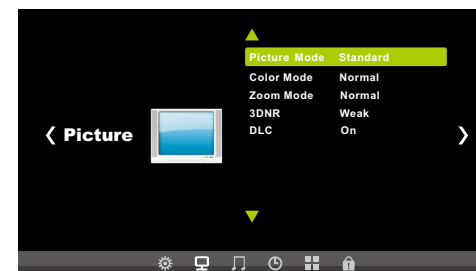 Picture Mode Standard
Color Mode Normal
Zoom Mode Normal
3DNR Weak
DLC On
Picture